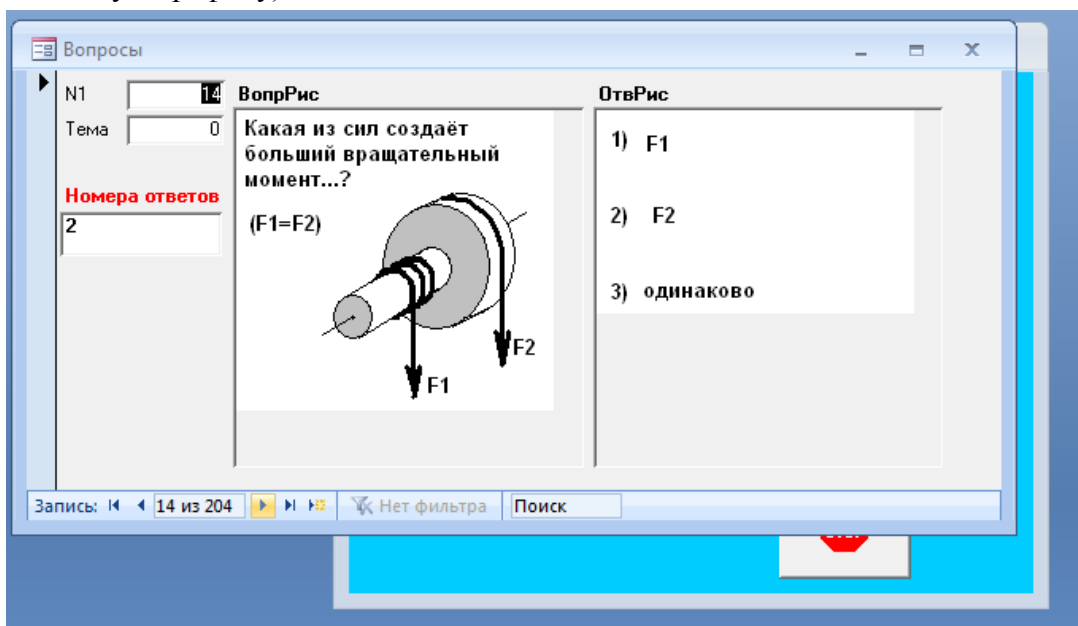 Вопросы
N1 14 ВопрРис ОтвРис
Тема 0
Номера ответов
2
Какая из сил создаёт
больший вращательный
момент...?
(F1=F2)
F2
F1
1) F1
2) F2
3) одинаково
Запись: 14 из 204 Нет фильтра Поиск